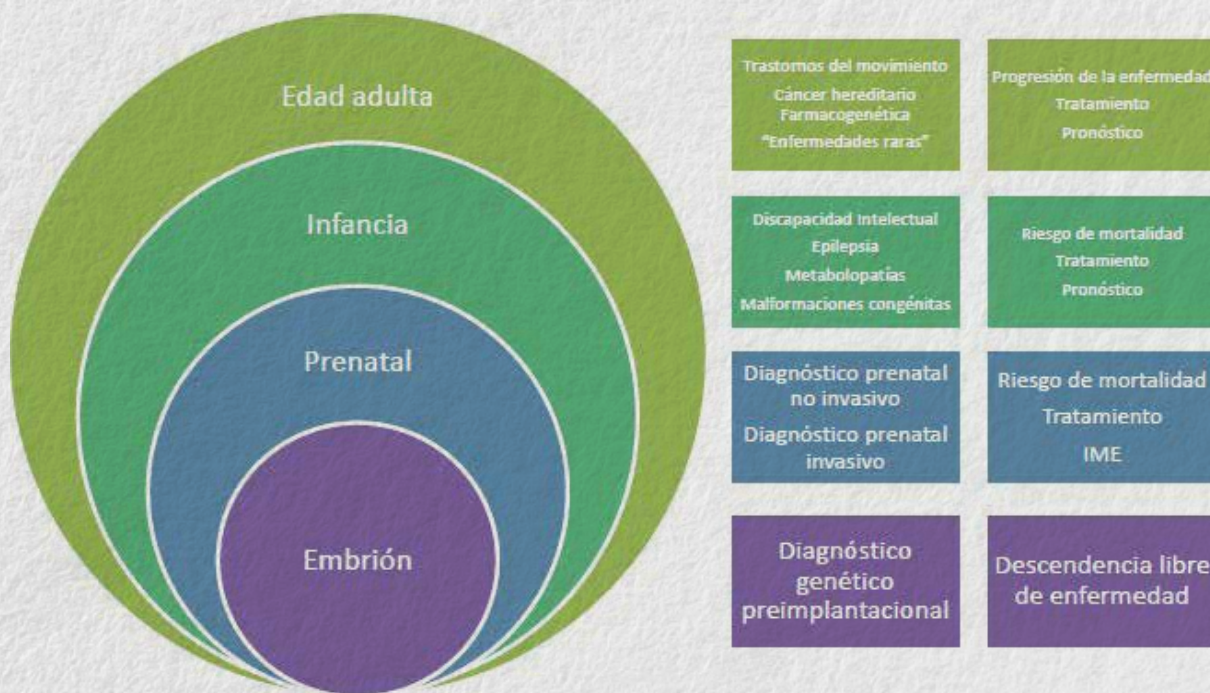 Edad adulta
Infancia
Prenatal
Embrión
Trastornos del movimiento
Cáncer hereditario
Farmacogenética
"Enfermedades raras"
Progresión de la enfermedad
Tratamiento
Pronóstico
Discapacidad Intelectual
Epilepsia
Metabolopatías
Malformaciones congénitas
Riesgo de mortalidad
Tratamiento
Pronóstico
Diagnóstico prenatal
no invasivo
Diagnóstico prenatal
invasivo
Riesgo de mortalidad
Tratamiento
IME
Diagnóstico
genético
preimplantacional
Descendencia libre
de enfermedad